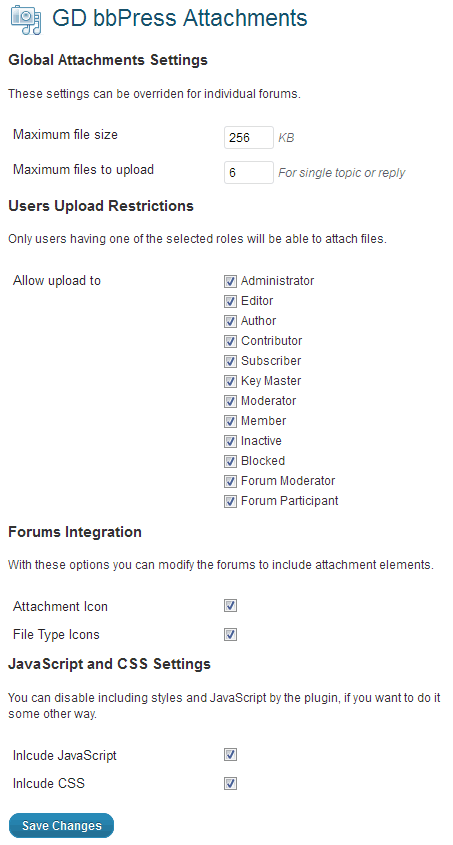 GD bbPress Attachments
Global Attachments Settings
These settings can be overriden for individual forums.
Maximum file size 256 KB
Maximum files to upload 6 For single topic or reply
Users Upload Restrictions
Only users having one of the selected roles will be able to attach files.
Allow upload to Administrator
Editor
Author
Contributor
Subscriber
Key Master
Moderator
Member
Inactive
Blocked
Forum Moderator
Forum Participant
Forums Integration
With these options you can modify the forums to include attachment elements.
Attachment Icon
File Type Icons
JavaScript and CSS Settings
You can disable including styles and JavaScript by the plugin, if you want to do it
some other way.
Inlcude JavaScript
Inlcude CSS
Save Changes